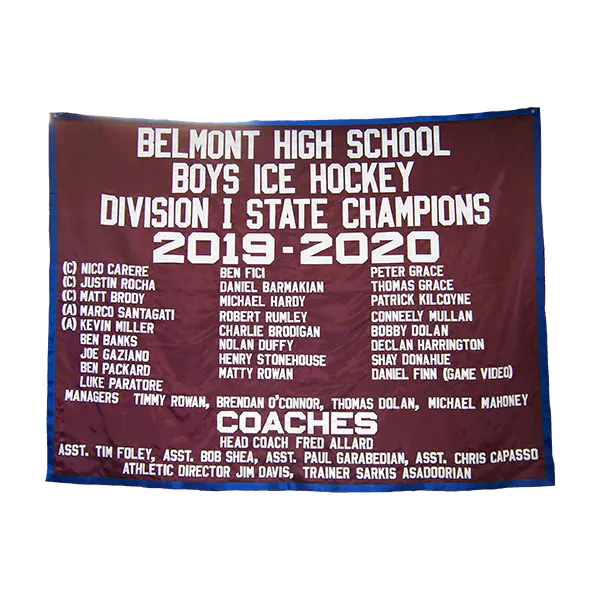 BELMONT HIGH SCHOOL
BOYS ICE HOCKEY
DIVISION I STATE CHAMPIONS
2019-2020
(C) NICO CARERE
(C) JUSTIN ROCHA
(C) MATT BRODY
(A) MARCO SANTAGATI
(A) KEVIN MILLER
BEN BANKS
JOE GAZIANO
BEN PACKARD
LUKE PARATORE
BEN FICI
DANIEL BARMAKIAN
MICHAEL HARDY
ROBERT RUMLEY
CHARLIE BRODIGAN
NOLAN DUFFY
HENRY STONEHOUSE
MATTY ROWAN
PETER GRACE
THOMAS GRACE
PATRICK KILCOYNE
CONNEELY MULLAN
BOBBY DOLAN
DECLAN HARRINGTON
SHAY DONAHUE
DANIEL FINN (GAME VIDEO)
MANAGERS TIMMY ROWAN, BRENDAN O'CONNOR, THOMAS DOLAN, MICHAEL MAHONEY
COACHES
HEAD COACH FRED ALLARD
ASST. TIM FOLEY, ASST. BOB SHEA, ASST. PAUL GARABEDIAN, ASST. CHRIS CAPASSO
ATHLETIC DIRECTOR JIM DAVIS, TRAINER SARKIS ASADOORIAN